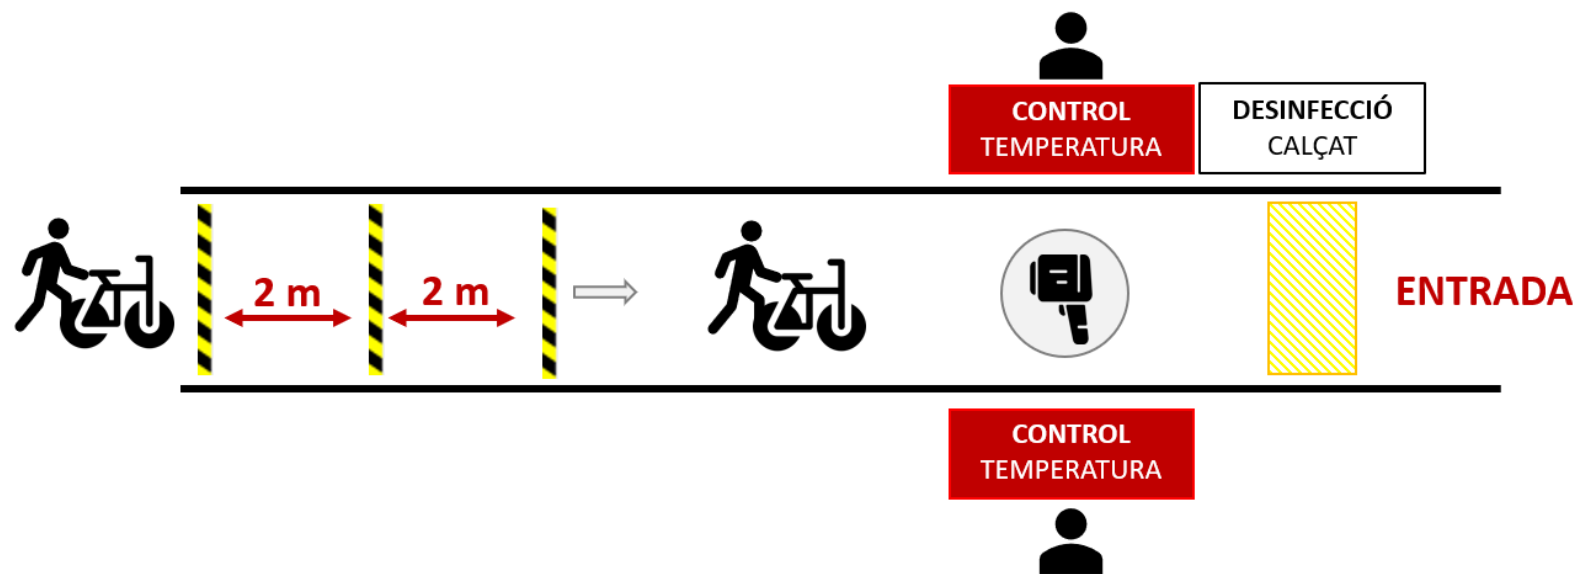 CONTROL
TEMPERATURA
DESINFECCIÓ
CALÇAT
2 m
2 m
ENTRADA
CONTROL
TEMPERATURA